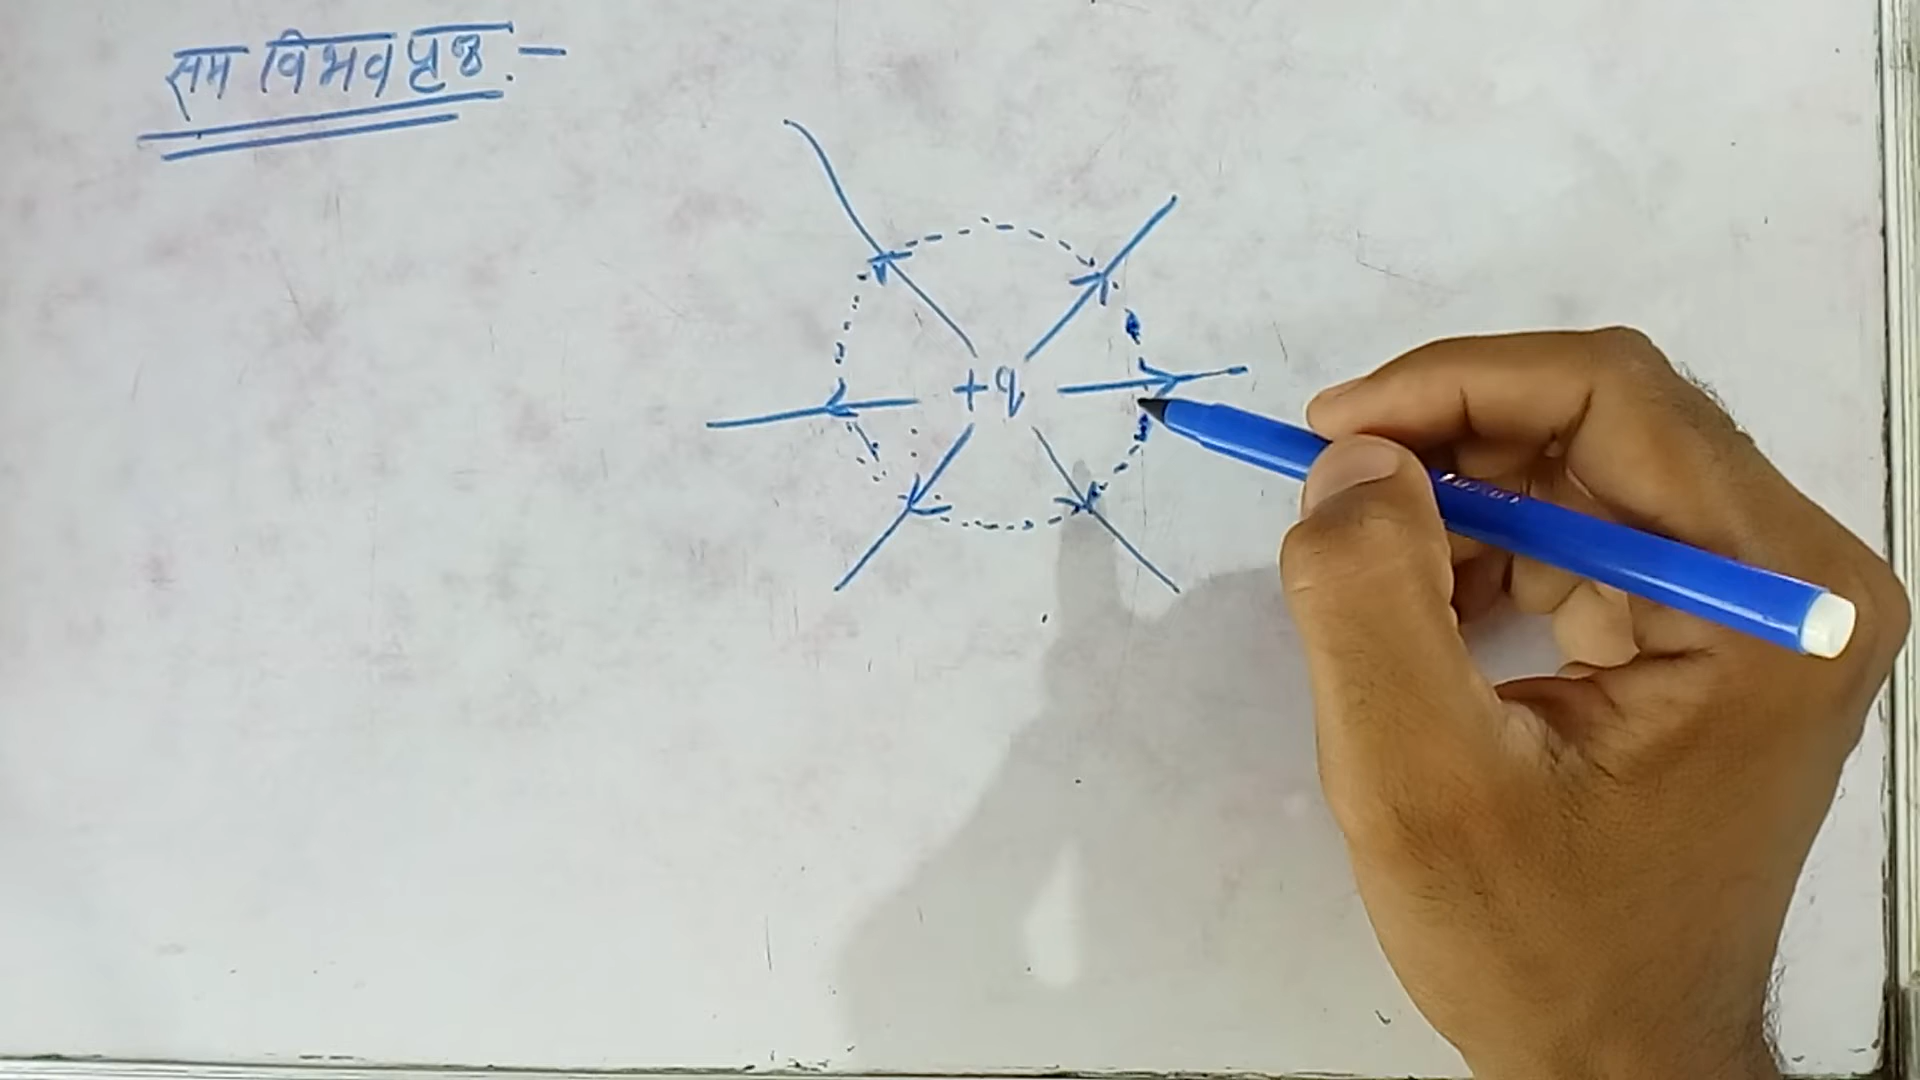 सम विभव पृष्ठ :-
+q